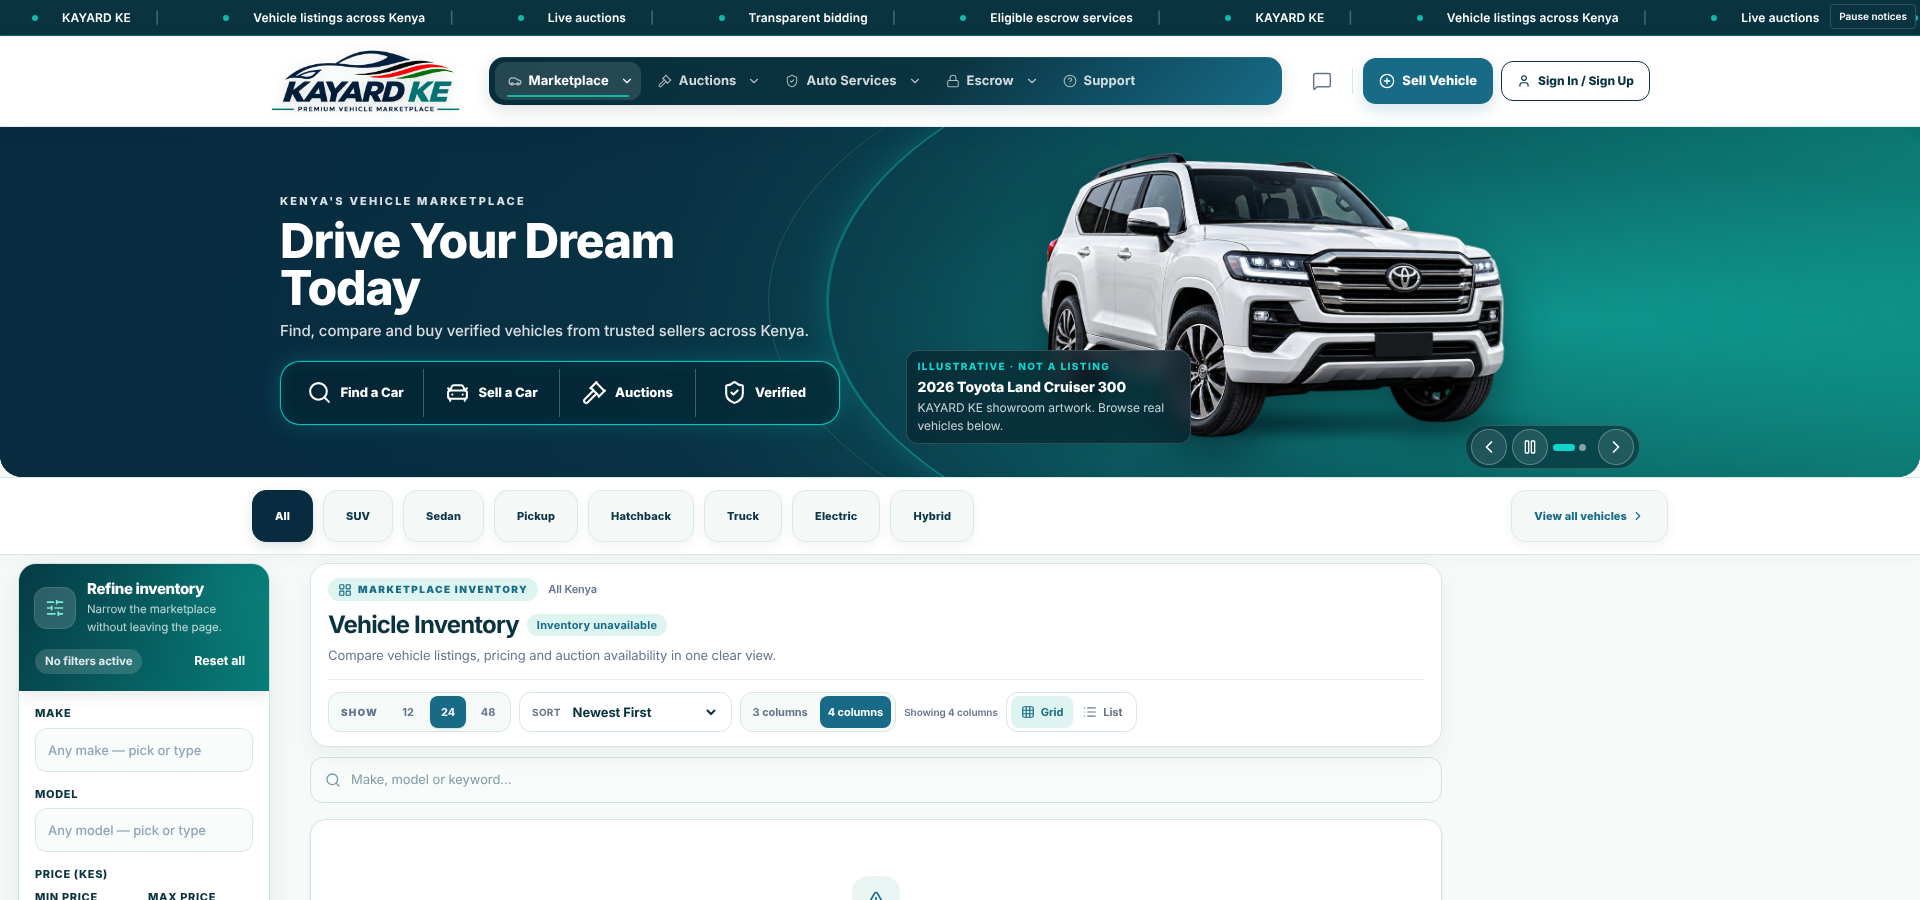 KAYARD KE
Vehicle listings across Kenya
Live auctions
Transparent bidding
Eligible escrow services
KAYARD KE
Vehicle listings across Kenya
Live auctions
Pause notices
KAYARD KE
PREMIUM VEHICLE MARKETPLACE
Marketplace
Auctions
Auto Services
Escrow
Support
Sell Vehicle
Sign In / Sign Up
KENYA'S VEHICLE MARKETPLACE
Drive Your Dream
Today
Find, compare and buy verified vehicles from trusted sellers across Kenya.
Find a Car
Sell a Car
Auctions
Verified
ILLUSTRATIVE · NOT A LISTING
2026 Toyota Land Cruiser 300
KAYARD KE showroom artwork. Browse real
vehicles below.
All
SUV
Sedan
Pickup
Hatchback
Truck
Electric
Hybrid
View all vehicles
Refine inventory
Narrow the marketplace
without leaving the page.
No filters active
Reset all
MAKE
Any make — pick or type
MODEL
Any model — pick or type
PRICE (KES)
MIN PRICE
MAX PRICE
MARKETPLACE INVENTORY
All Kenya
Vehicle Inventory
Inventory unavailable
Compare vehicle listings, pricing and auction availability in one clear view.
SHOW
12
24
48
SORT
Newest First
3 columns
4 columns
Showing 4 columns
Grid
List
Make, model or keyword...